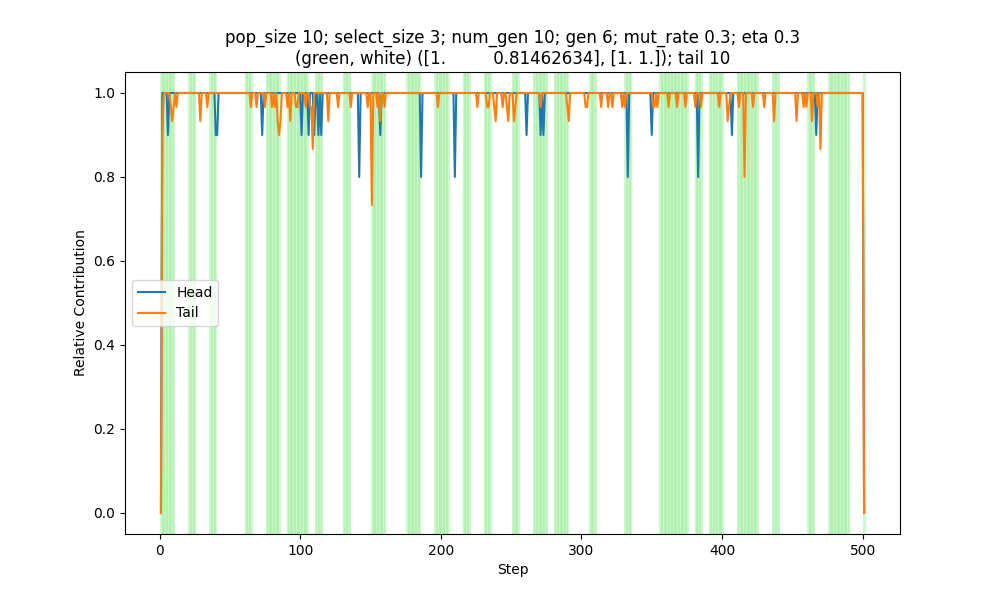 pop_size 10; select_size 3; num_gen 10; gen 6; mut_rate 0.3; eta 0.3
(green, white) ([1.         0.81462634], [1. 1.]); tail 10
1.0
0.8
0.6
0.4
0.2
0.0
Relative Contribution
Head
Tail
0 100 200 300 400 500
Step